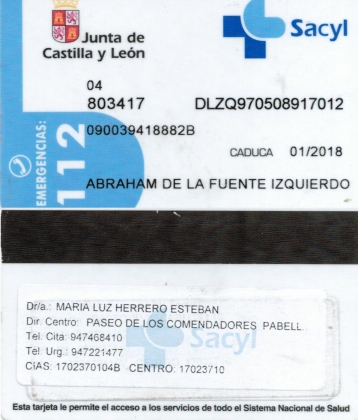 Junta de
Castilla y León
Sacyl
04
803417 DLZQ970508917012
090039418882B
CADUCA 01/2018
ABRAHAM DE LA FUENTE IZQUIERDO
EMERGENCIAS:
112
Dr/a.: MARIA LUZ HERRERO ESTEBAN
Dir. Centro: PASEO DE LOS COMENDADORES PABELL
Tel. Cita: 947468410
Tel. Urg.: 947221477
CIAS: 1702370104B CENTRO: 17023710
Sacyl
Esta tarjeta le permite el acceso a los servicios de todo el Sistema Nacional de Salud